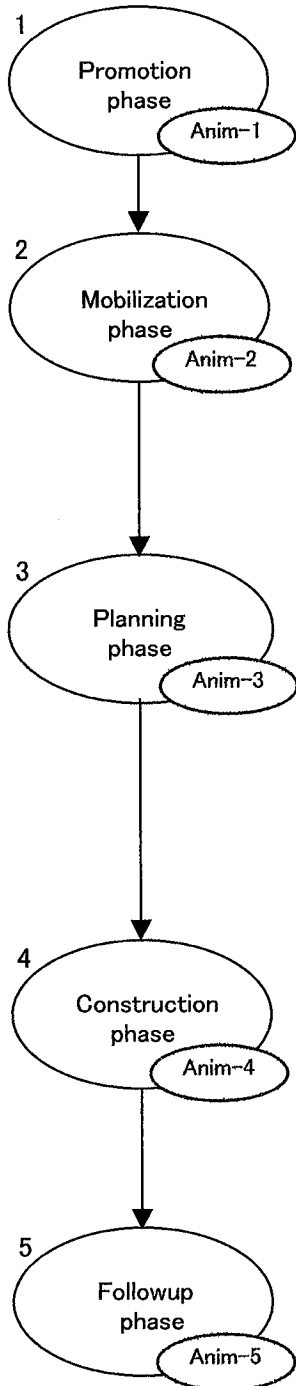 1
Promotion
phase
Anim-1
2
Mobilization
phase
Anim-2
3
Planning
phase
Anim-3
4
Construction
phase
Anim-4
5
Followup
phase
Anim-5